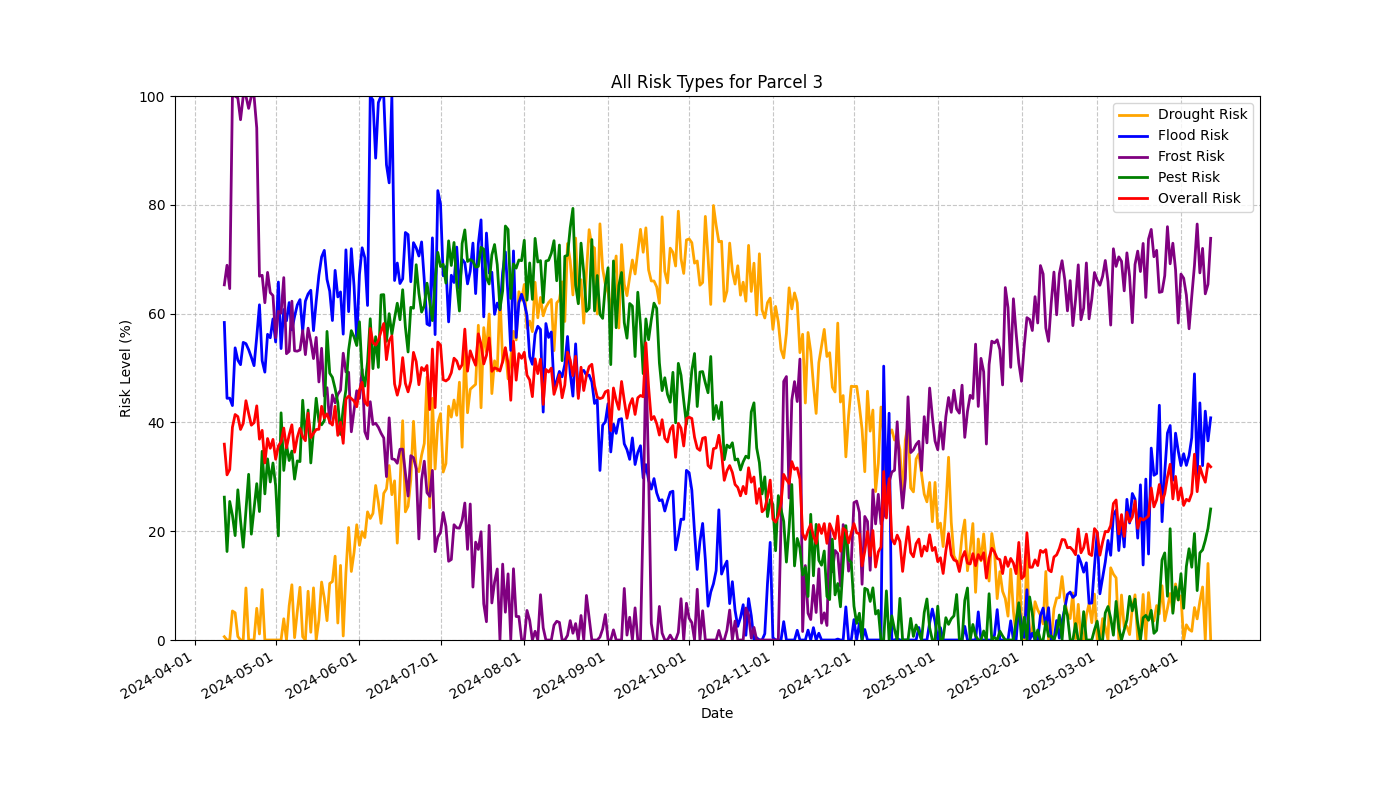 All Risk Types for Parcel 3
Risk Level (%)
100
80
60
40
20
0
Drought Risk
Flood Risk
Frost Risk
Pest Risk
Overall Risk
2024-04-01
2024-05-01
2024-06-01
2024-07-01
2024-08-01
2024-09-01
2024-10-01
2024-11-01
2024-12-01
2025-01-01
2025-02-01
2025-03-01
2025-04-01
Date